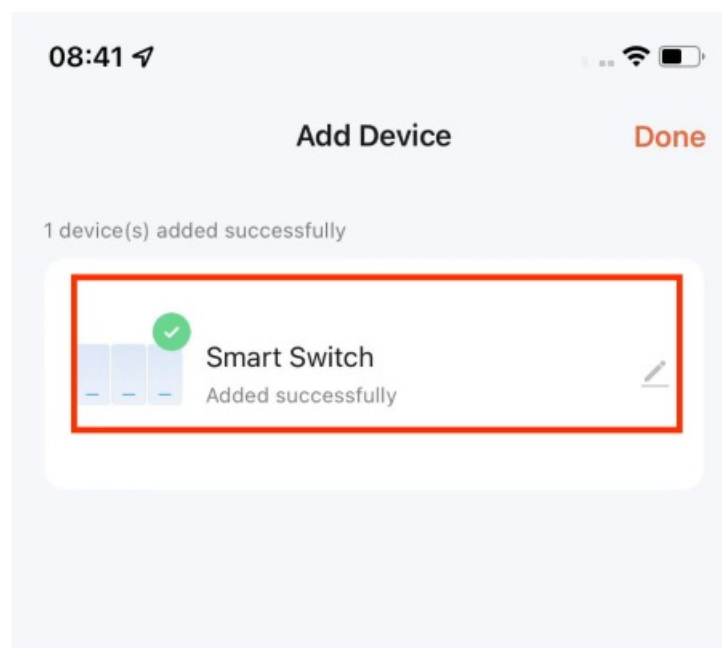 08:41
Add Device
Done
1 device(s) added successfully
Smart Switch
Added successfully